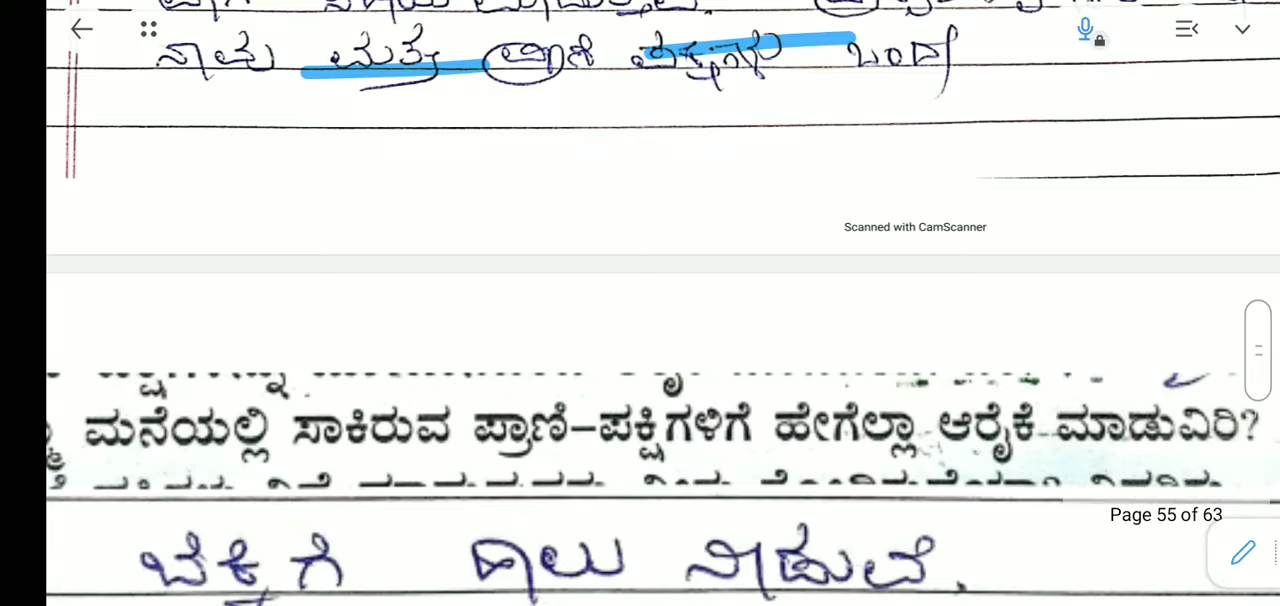 ನಾವು ಮತ್ತು ಪ್ರಾಣಿ ಪಕ್ಷಿಗಳು ಒಂದೆ
Scanned with CamScanner
ಮನೆಯಲ್ಲಿ ಸಾಕಿರುವ ಪ್ರಾಣಿ–ಪಕ್ಷಿಗಳಿಗೆ ಹೇಗೆಲ್ಲಾ ಆರೈಕೆ ಮಾಡುವಿರಿ?
Page 55 of 63
ಬೆಕ್ಕಿಗೆ ಹಾಲು ನೀಡುವೆ.